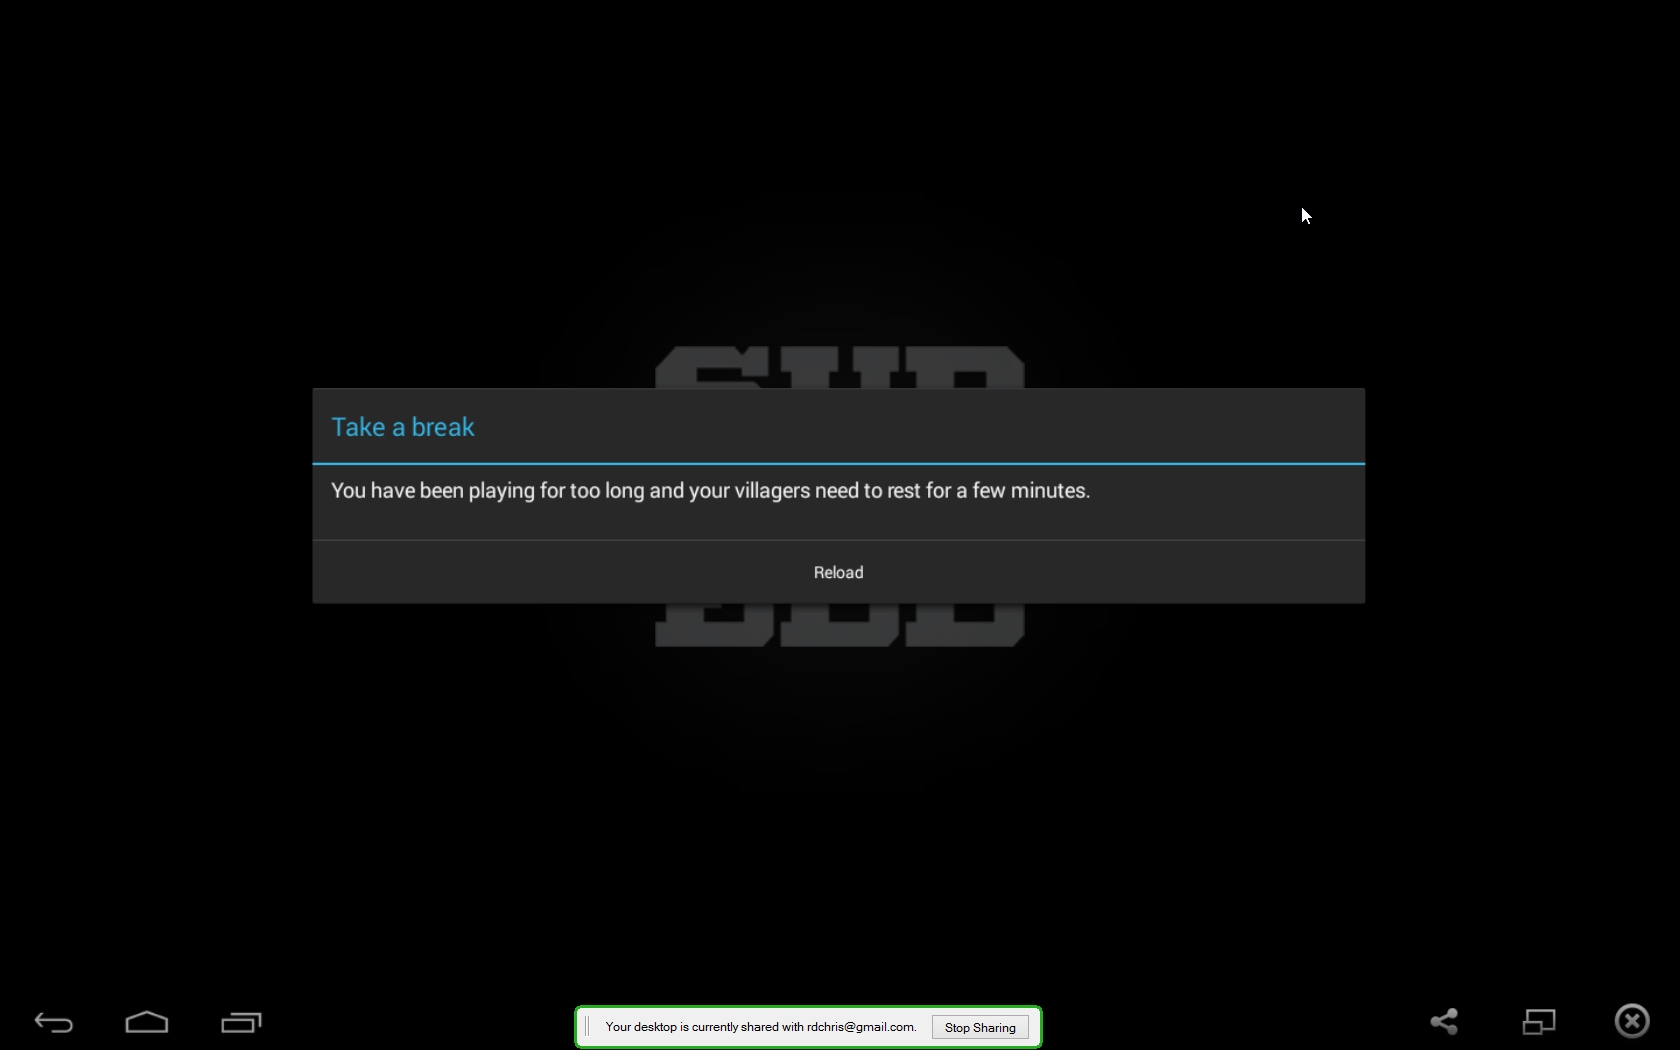 Take a break
You have been playing for too long and your villagers need to rest for a few minutes.
Reload
Your desktop is currently shared with rdchris@gmail.com.
Stop Sharing